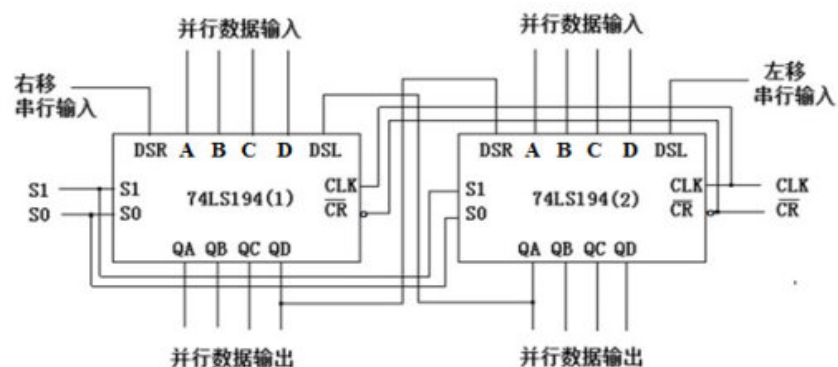 并行数据输入 并行数据输入
右移 左移
串行输入 串行输入
DSR A B C D DSL DSR A B C D DSL
S1 S1 74LS194(1) CLK S1 74LS194(2) CLK CLK
S0 S0 CR S0 CR CR
QA QB QC QD QA QB QC QD
并行数据输出 并行数据输出